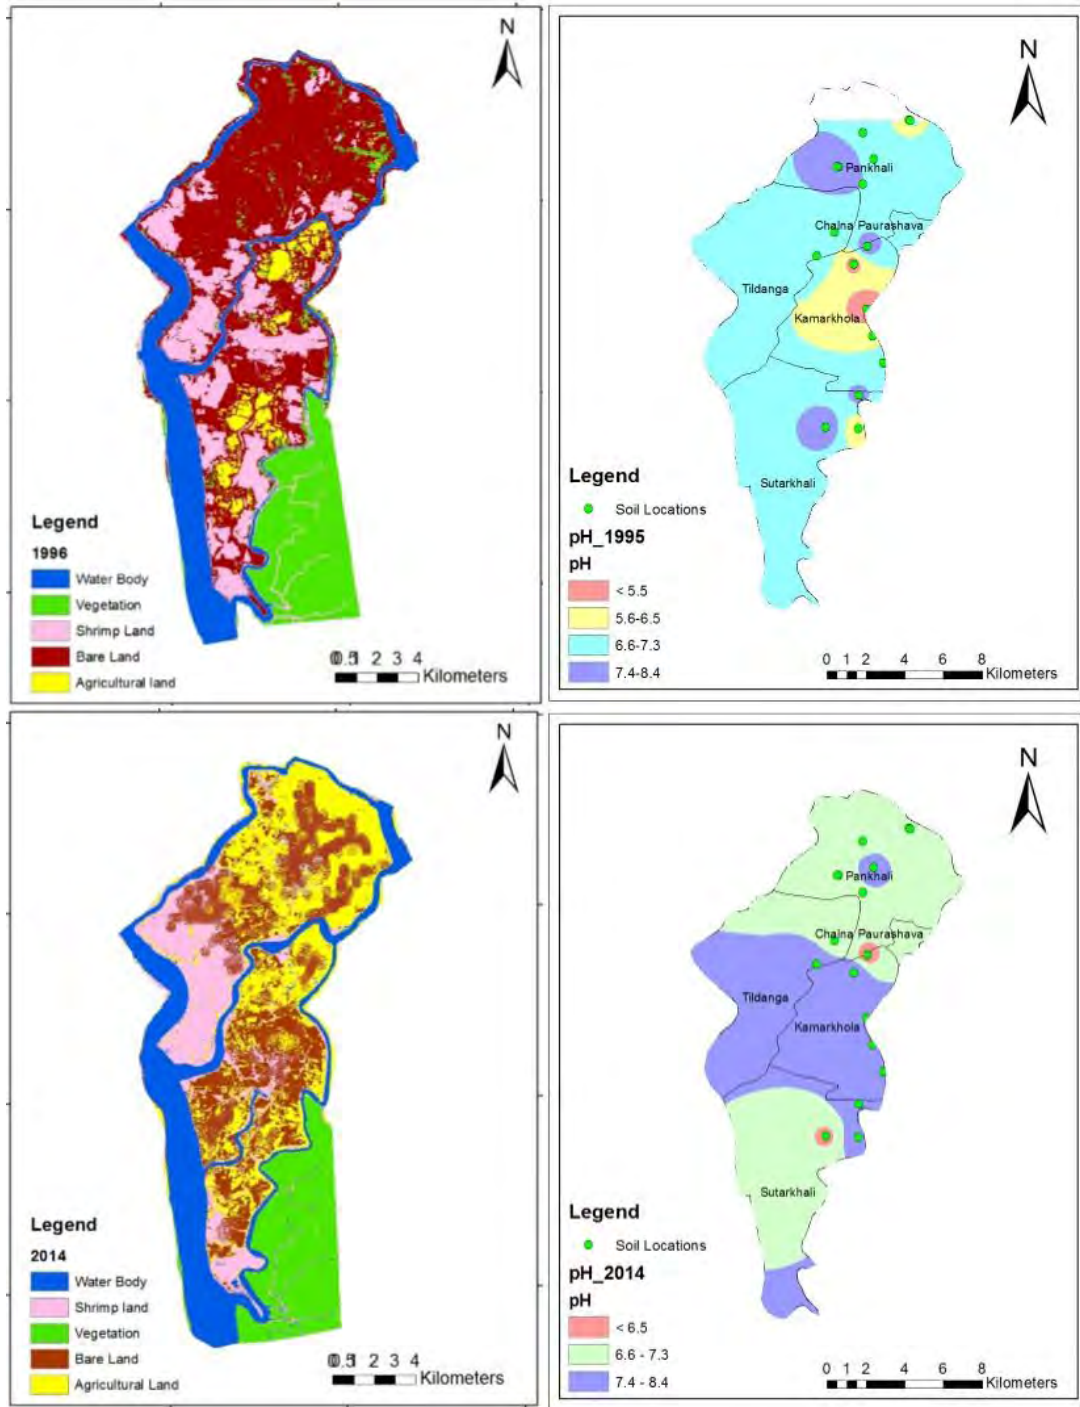 N
Legend
1996
Water Body
Vegetation
Shrimp Land
Bare Land
Agricultural land
1 2 3 4
Kilometers
N
Pankhali
Chalna Paurashava
Tildanga
Kamarkhola
Sutarkhali
Legend
Soil Locations
pH_1995
pH
< 5.5
5.6-6.5
6.6-7.3
7.4-8.4
0 1 2 4 6 8
Kilometers
N
Legend
2014
Water Body
Shrimp land
Vegetation
Bare Land
Agricultural Land
1 2 3 4
Kilometers
N
Pankhali
Chalna Paurashava
Tildanga
Kamarkhola
Sutarkhali
Legend
Soil Locations
pH_2014
pH
< 6.5
6.6 - 7.3
7.4 - 8.4
0 1 2 4 6 8
Kilometers